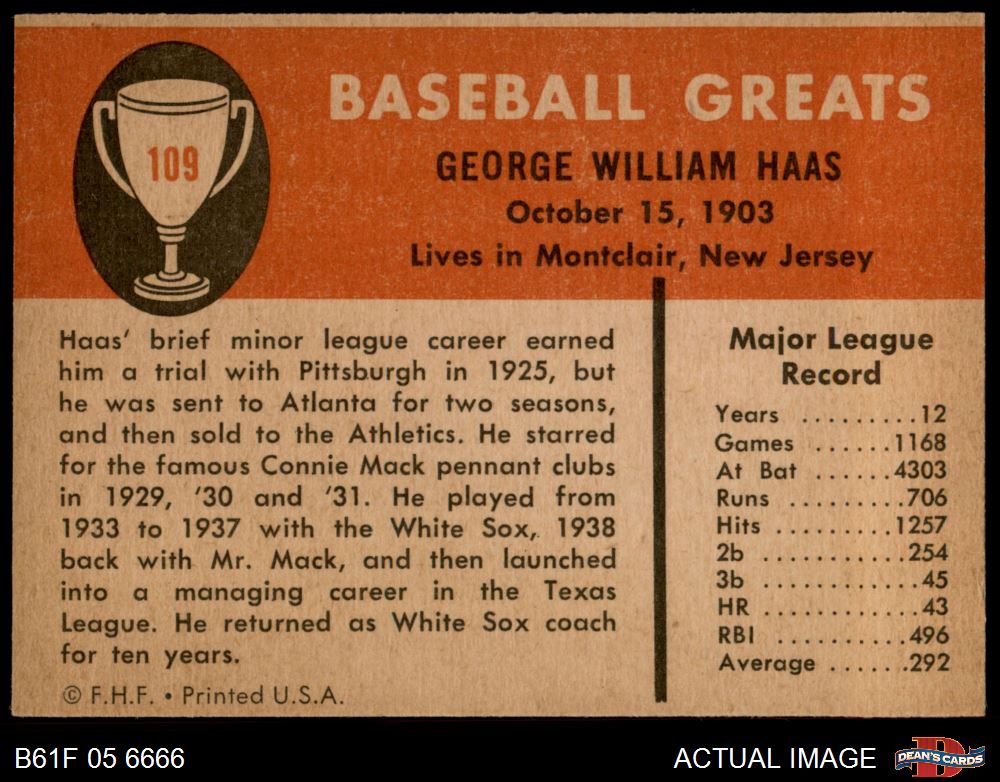 109
BASEBALL GREATS
GEORGE WILLIAM HAAS
October 15, 1903
Lives in Montclair, New Jersey
Haas' brief minor league career earned
him a trial with Pittsburgh in 1925, but
he was sent to Atlanta for two seasons,
and then sold to the Athletics. He starred
for the famous Connie Mack pennant clubs
in 1929, '30 and '31. He played from
1933 to 1937 with the White Sox, 1938
back with Mr. Mack, and then launched
into a managing career in the Texas
League. He returned as White Sox coach
for ten years.
© F.H.F. • Printed U.S.A.
Major League
Record
Years .........12
Games ......1168
At Bat ......4303
Runs .........706
Hits ..........1257
2b ............254
3b ............45
HR ............43
RBI ..........496
Average ......292
B61F 05 6666
ACTUAL IMAGE
D
DEAN'S CARDS